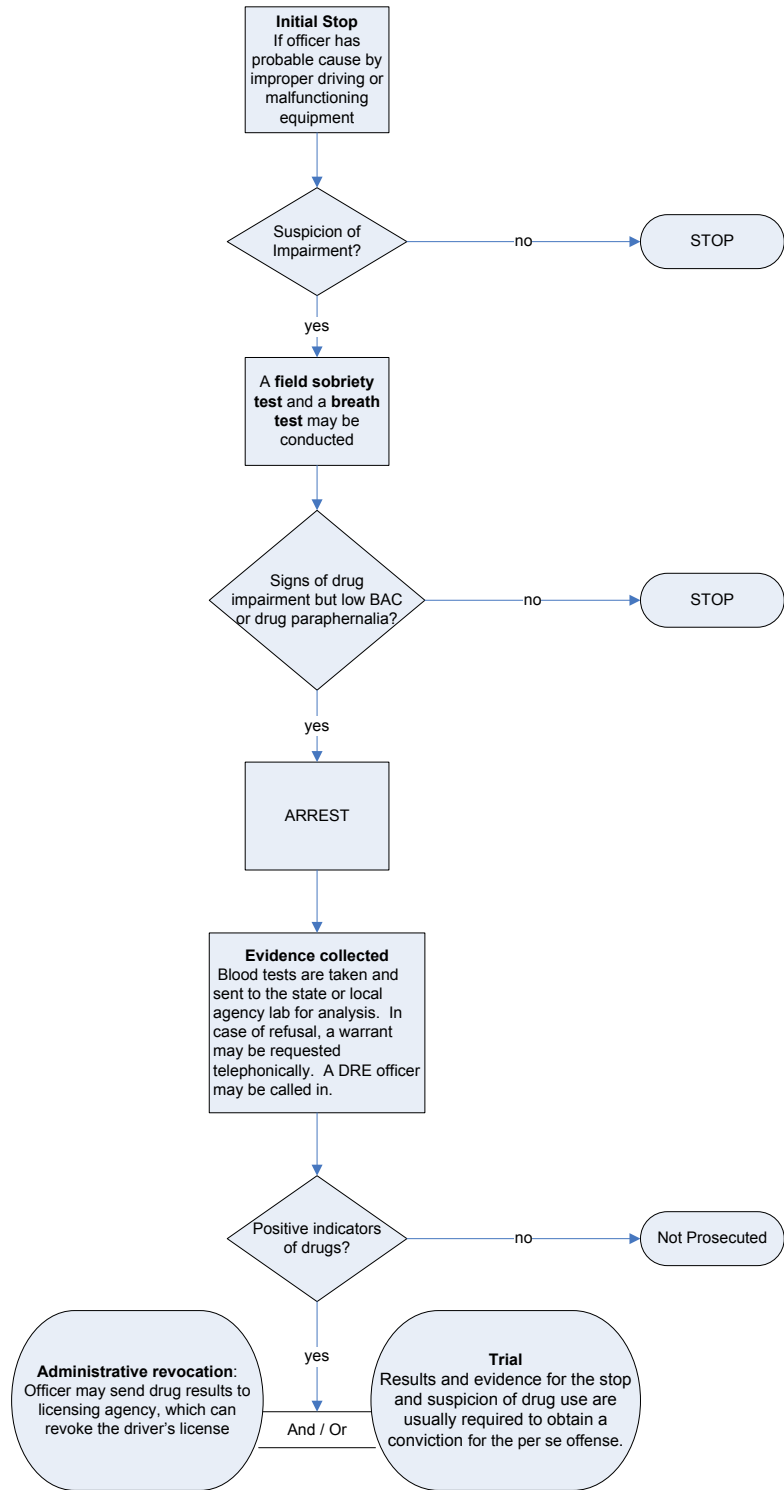 Initial Stop
If officer has
probable cause by
improper driving or
malfunctioning
equipment
Suspicion of
Impairment?
no
STOP
yes
A field sobriety
test and a breath
test may be
conducted
Signs of drug
impairment but low BAC
or drug paraphernalia?
no
STOP
yes
ARREST
Evidence collected
Blood tests are taken and
sent to the state or local
agency lab for analysis. In
case of refusal, a warrant
may be requested
telephonically. A DRE officer
may be called in.
Positive indicators
of drugs?
no
Not Prosecuted
yes
Administrative revocation:
Officer may send drug results to
licensing agency, which can
revoke the driver's license
And / Or
Trial
Results and evidence for the stop
and suspicion of drug use are
usually required to obtain a
conviction for the per se offense.